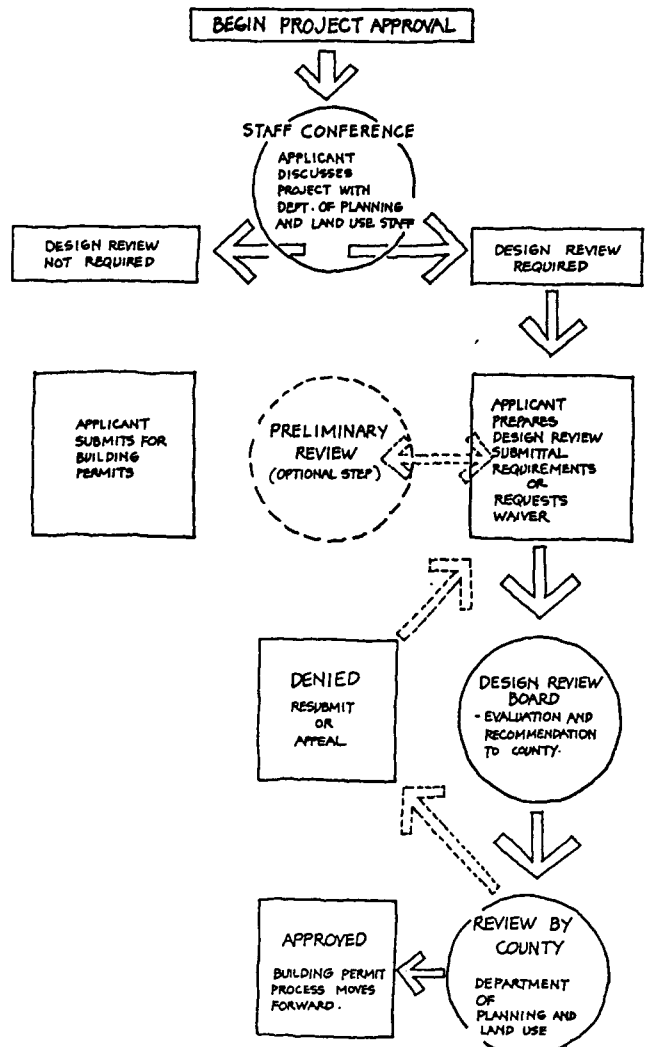 BEGIN PROJECT APPROVAL
STAFF CONFERENCE
APPLICANT
DISCUSSES
PROJECT WITH
DEPT. OF PLANNING
AND LAND USE STAFF
DESIGN REVIEW
NOT REQUIRED
DESIGN REVIEW
REQUIRED
APPLICANT
SUBMITS FOR
BUILDING
PERMITS
PRELIMINARY
REVIEW
(OPTIONAL STEP)
APPLICANT
PREPARES
DESIGN REVIEW
SUBMITTAL
REQUIREMENTS
OR
REQUESTS
WAIVER
DENIED
RESUBMIT
OR
APPEAL
DESIGN REVIEW
BOARD
- EVALUATION AND
RECOMMENDATION
TO COUNTY.
APPROVED
BUILDING PERMIT
PROCESS MOVES
FORWARD.
REVIEW BY
COUNTY
DEPARTMENT
OF
PLANNING AND
LAND USE